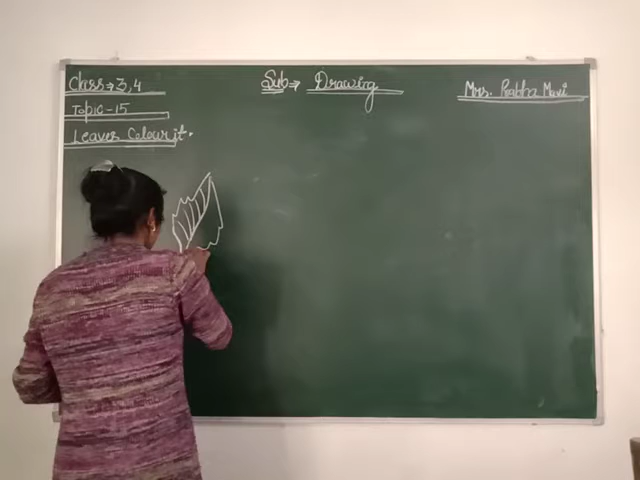 Class → 3,4
Sub → Drawing
Mrs. Prabha Mavi
Topic-15
Leaves Colour it.